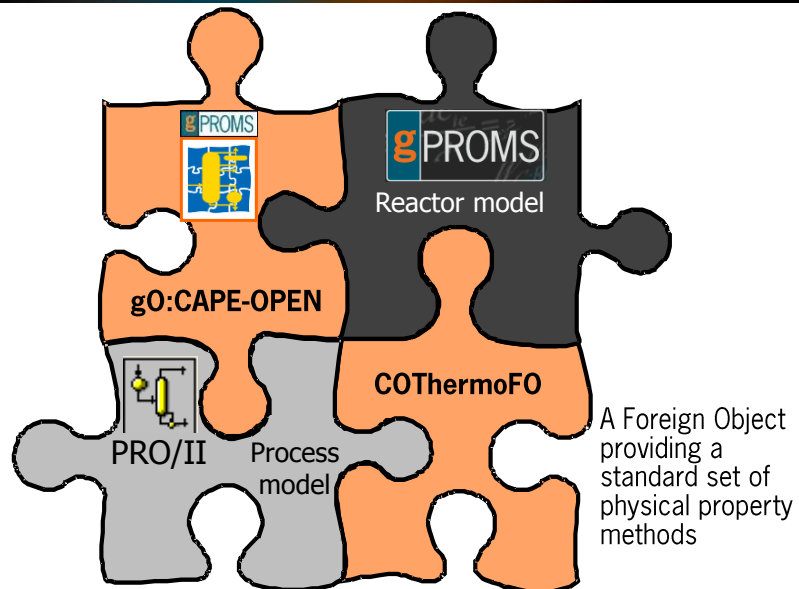 gPROMS
gPROMS
Reactor model
gO:CAPE-OPEN
COThermoFO
PRO/II
Process
model
A Foreign Object
providing a
standard set of
physical property
methods